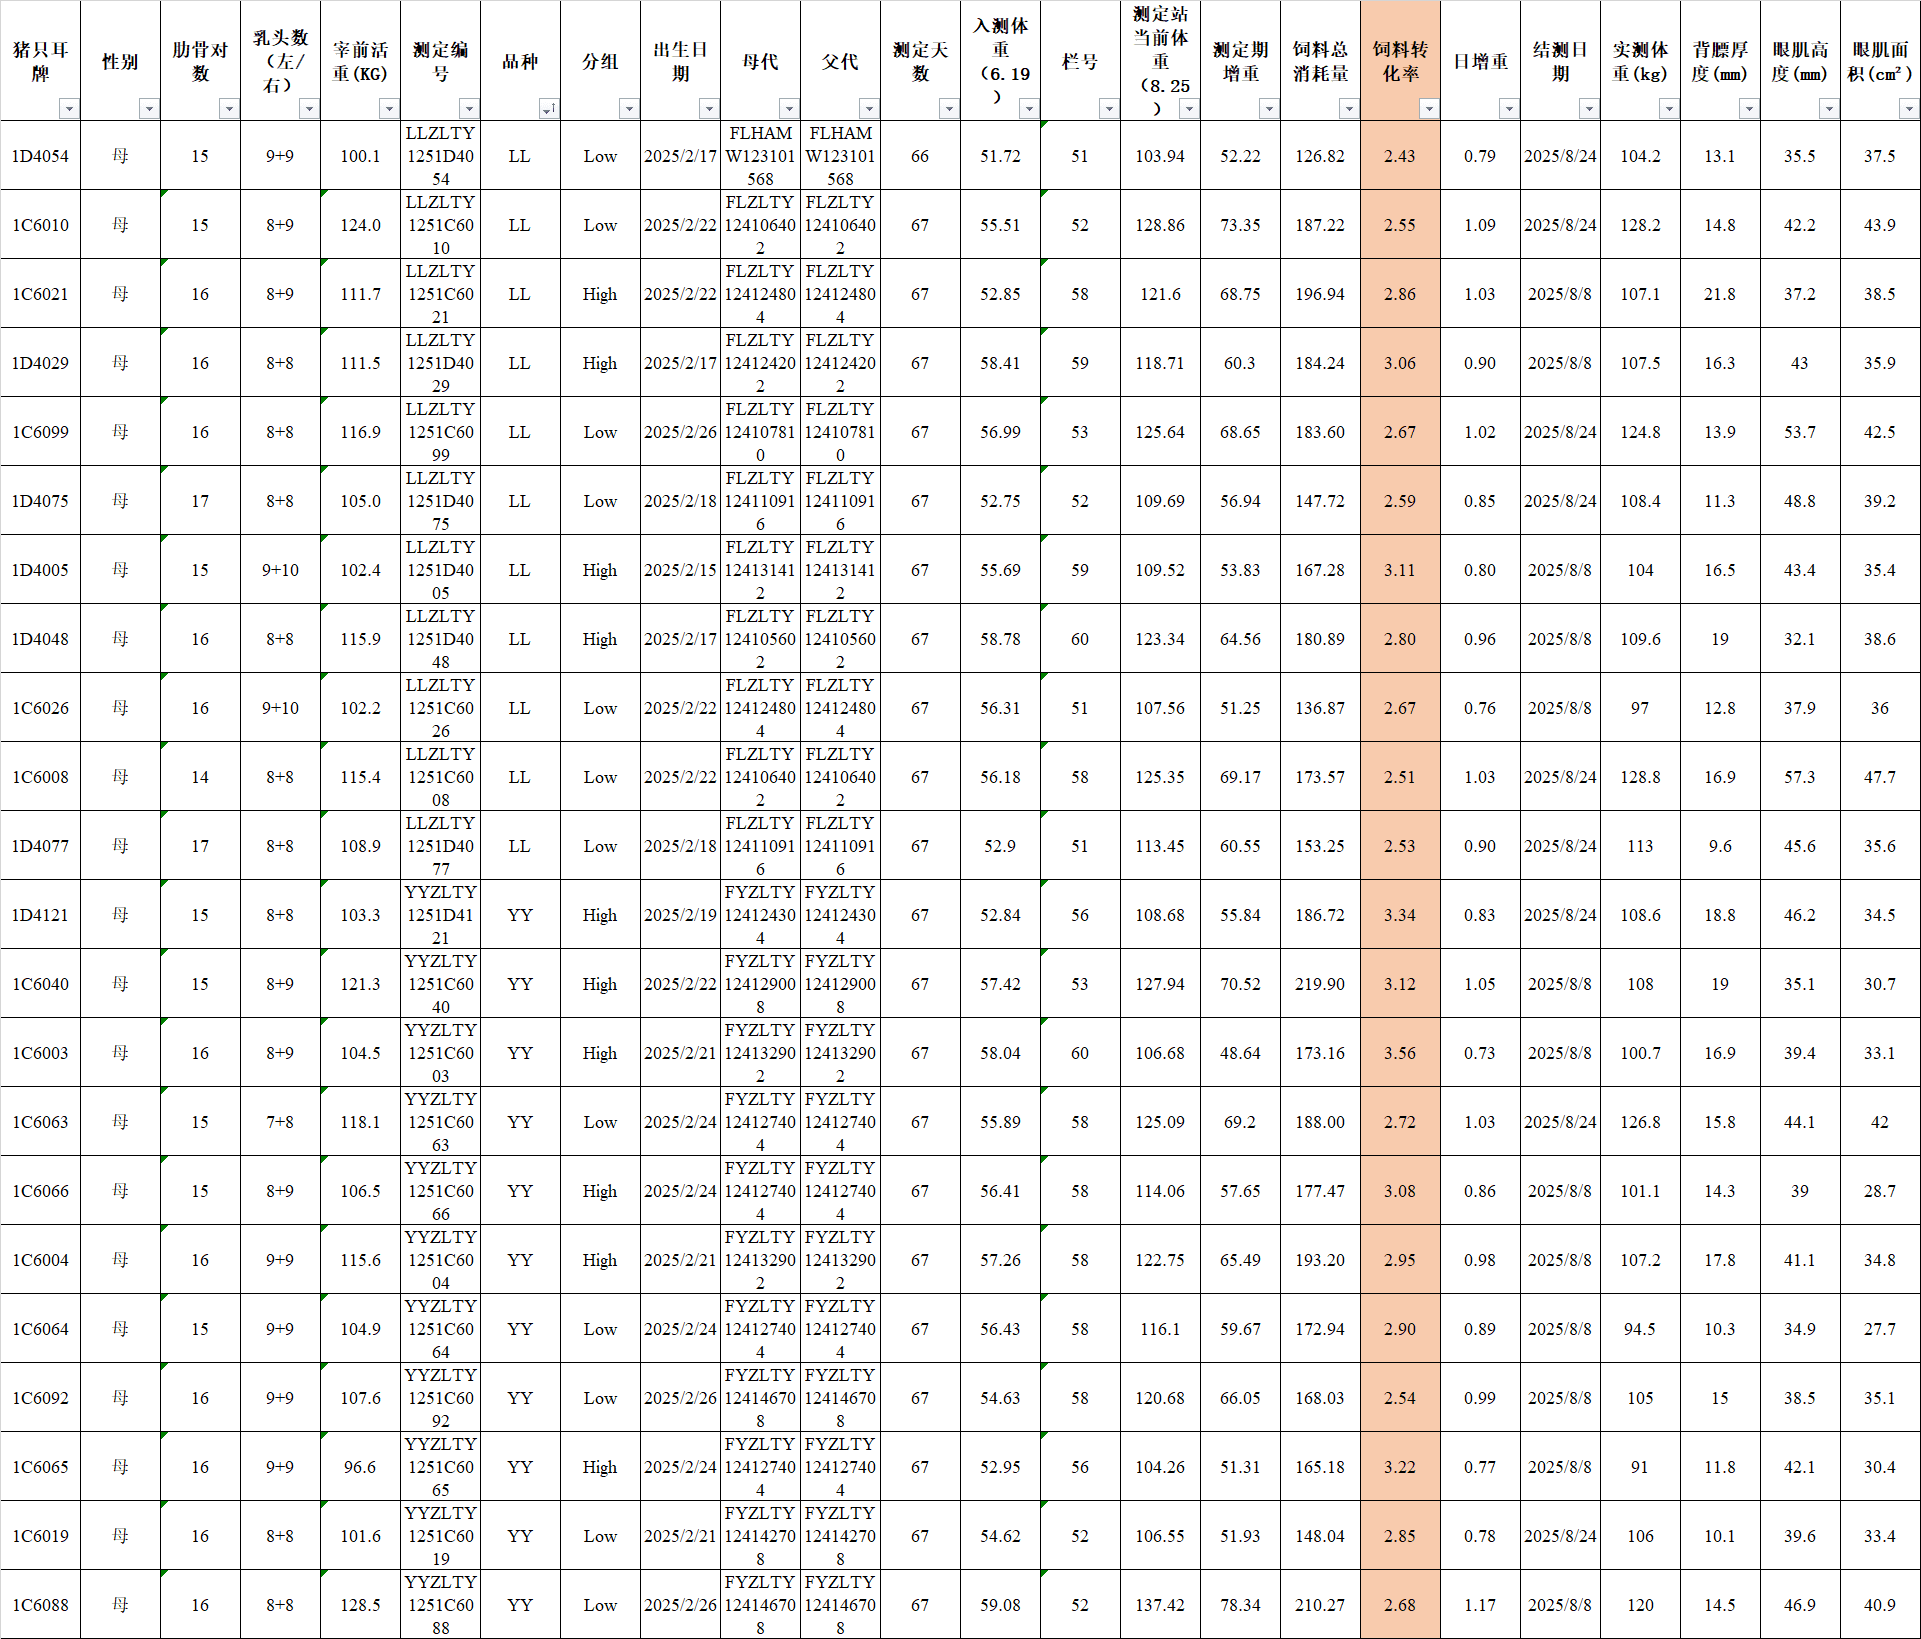 猪只耳牌 性别 肋骨对数 乳头数（左/右） 宰前活重(KG) 测定编号 品种 分组 出生日期 母代 父代 测定天数 入测体重（6.19） 栏号 测定站当前体重（8.25） 测定期增重 饲料总消耗量 饲料转化率 日增重 结测日期 实测体重(kg) 背膘厚度(mm) 眼肌高度(mm) 眼肌面积(cm²)
1D4054 母 15 9+9 100.1 LLZLTY1251D4054 LL Low 2025/2/17 FLHAMW123101568 FLHAMW123101568 66 51.72 51 103.94 52.22 126.82 2.43 0.79 2025/8/24 104.2 13.1 35.5 37.5
1C6010 母 15 8+9 124.0 LLZLTY1251C6010 LL Low 2025/2/22 FLZLTY124106402 FLZLTY124106402 67 55.51 52 128.86 73.35 187.22 2.55 1.09 2025/8/24 128.2 14.8 42.2 43.9
1C6021 母 16 8+9 111.7 LLZLTY1251C6021 LL High 2025/2/22 FLZLTY124124804 FLZLTY124124804 67 52.85 58 121.6 68.75 196.94 2.86 1.03 2025/8/8 107.1 21.8 37.2 38.5
1D4029 母 16 8+8 111.5 LLZLTY1251D4029 LL High 2025/2/17 FLZLTY124124202 FLZLTY124124202 67 58.41 59 118.71 60.3 184.24 3.06 0.90 2025/8/8 107.5 16.3 43 35.9
1C6099 母 16 8+8 116.9 LLZLTY1251C6099 LL Low 2025/2/26 FLZLTY124107810 FLZLTY124107810 67 56.99 53 125.64 68.65 183.60 2.67 1.02 2025/8/24 124.8 13.9 53.7 42.5
1D4075 母 17 8+8 105.0 LLZLTY1251D4075 LL Low 2025/2/18 FLZLTY124110916 FLZLTY124110916 67 52.75 52 109.69 56.94 147.72 2.59 0.85 2025/8/24 108.4 11.3 48.8 39.2
1D4005 母 15 9+10 102.4 LLZLTY1251D4005 LL High 2025/2/15 FLZLTY124131412 FLZLTY124131412 67 55.69 59 109.52 53.83 167.28 3.11 0.80 2025/8/8 104 16.5 43.4 35.4
1D4048 母 16 8+8 115.9 LLZLTY1251D4048 LL High 2025/2/17 FLZLTY124105602 FLZLTY124105602 67 58.78 60 123.34 64.56 180.89 2.80 0.96 2025/8/8 109.6 19 32.1 38.6
1C6026 母 16 9+10 102.2 LLZLTY1251C6026 LL Low 2025/2/22 FLZLTY124124804 FLZLTY124124804 67 56.31 51 107.56 51.25 136.87 2.67 0.76 2025/8/8 97 12.8 37.9 36
1C6008 母 14 8+8 115.4 LLZLTY1251C6008 LL Low 2025/2/22 FLZLTY124106402 FLZLTY124106402 67 56.18 58 125.35 69.17 173.57 2.51 1.03 2025/8/24 128.8 16.9 57.3 47.7
1D4077 母 17 8+8 108.9 LLZLTY1251D4077 LL Low 2025/2/18 FLZLTY124110916 FLZLTY124110916 67 52.9 51 113.45 60.55 153.25 2.53 0.90 2025/8/24 113 9.6 45.6 35.6
1D4121 母 15 8+8 103.3 YYZLTY1251D4121 YY High 2025/2/19 FYZLTY124124304 FYZLTY124124304 67 52.84 56 108.68 55.84 186.72 3.34 0.83 2025/8/24 108.6 18.8 46.2 34.5
1C6040 母 15 8+9 121.3 YYZLTY1251C6040 YY High 2025/2/22 FYZLTY124129008 FYZLTY124129008 67 57.42 53 127.94 70.52 219.90 3.12 1.05 2025/8/8 108 19 35.1 30.7
1C6003 母 16 8+9 104.5 YYZLTY1251C6003 YY High 2025/2/21 FYZLTY124132902 FYZLTY124132902 67 58.04 60 106.68 48.64 173.16 3.56 0.73 2025/8/8 100.7 16.9 39.4 33.1
1C6063 母 15 7+8 118.1 YYZLTY1251C6063 YY Low 2025/2/24 FYZLTY124127404 FYZLTY124127404 67 55.89 58 125.09 69.2 188.00 2.72 1.03 2025/8/24 126.8 15.8 44.1 42
1C6066 母 15 8+9 106.5 YYZLTY1251C6066 YY High 2025/2/24 FYZLTY124127404 FYZLTY124127404 67 56.41 58 114.06 57.65 177.47 3.08 0.86 2025/8/8 101.1 14.3 39 28.7
1C6004 母 16 9+9 115.6 YYZLTY1251C6004 YY High 2025/2/21 FYZLTY124132902 FYZLTY124132902 67 57.26 58 122.75 65.49 193.20 2.95 0.98 2025/8/8 107.2 17.8 41.1 34.8
1C6064 母 15 9+9 104.9 YYZLTY1251C6064 YY Low 2025/2/24 FYZLTY124127404 FYZLTY124127404 67 56.43 58 116.1 59.67 172.94 2.90 0.89 2025/8/8 94.5 10.3 34.9 27.7
1C6092 母 16 9+9 107.6 YYZLTY1251C6092 YY Low 2025/2/26 FYZLTY124146708 FYZLTY124146708 67 54.63 58 120.68 66.05 168.03 2.54 0.99 2025/8/8 105 15 38.5 35.1
1C6065 母 16 9+9 96.6 YYZLTY1251C6065 YY High 2025/2/24 FYZLTY124127404 FYZLTY124127404 67 52.95 56 104.26 51.31 165.18 3.22 0.77 2025/8/8 91 11.8 42.1 30.4
1C6019 母 16 8+8 101.6 YYZLTY1251C6019 YY Low 2025/2/21 FYZLTY124142708 FYZLTY124142708 67 54.62 52 106.55 51.93 148.04 2.85 0.78 2025/8/24 106 10.1 39.6 33.4
1C6088 母 16 8+8 128.5 YYZLTY1251C6088 YY Low 2025/2/26 FYZLTY124146708 FYZLTY124146708 67 59.08 52 137.42 78.34 210.27 2.68 1.17 2025/8/8 120 14.5 46.9 40.9